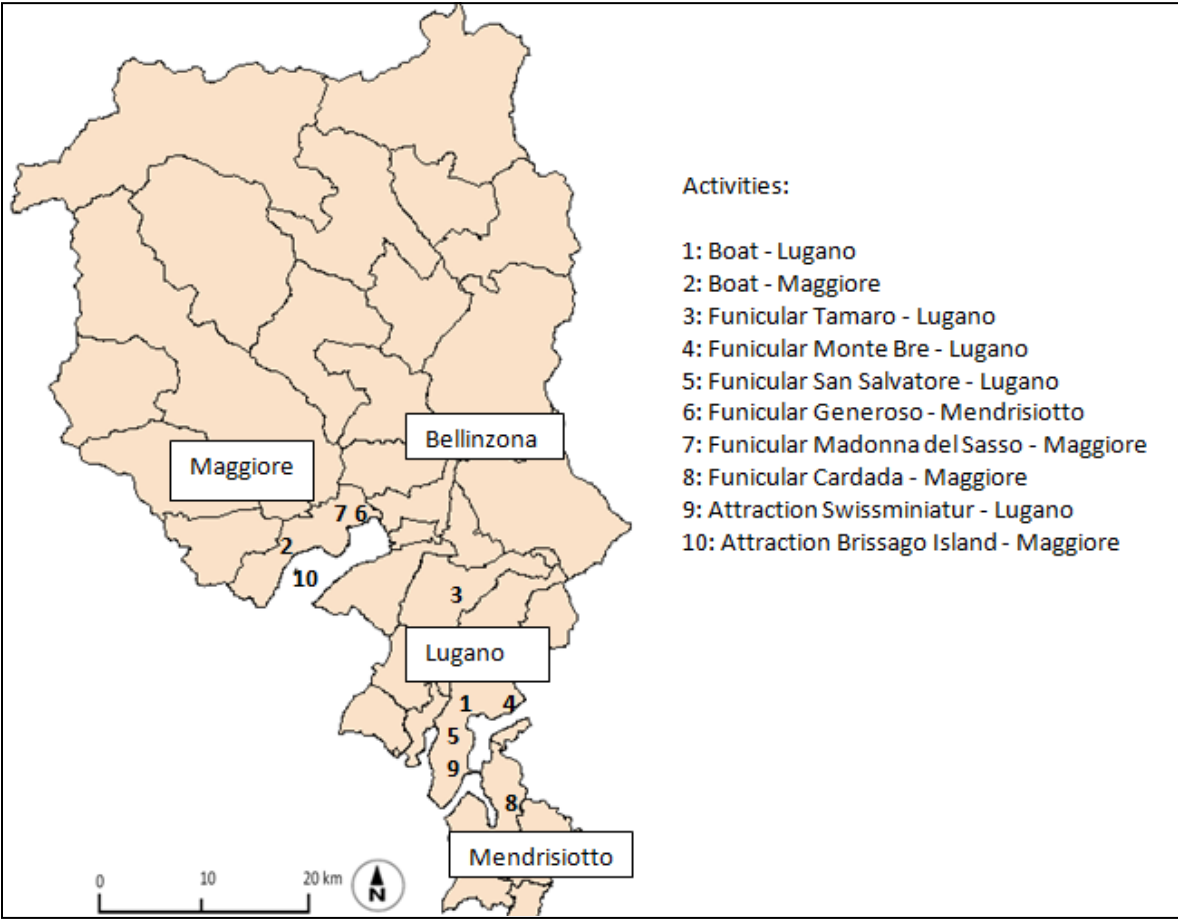 Activities:
1: Boat - Lugano
2: Boat - Maggiore
3: Funicular Tamaro - Lugano
4: Funicular Monte Bre - Lugano
5: Funicular San Salvatore - Lugano
6: Funicular Generoso - Mendrisiotto
7: Funicular Madonna del Sasso - Maggiore
8: Funicular Cardada - Maggiore
9: Attraction Swissminiatur - Lugano
10: Attraction Brissago Island - Maggiore
Bellinzona
Maggiore
7 6
2
10
3
Lugano
1 4
5
9
8
Mendrisiotto
0 10 20 km
N